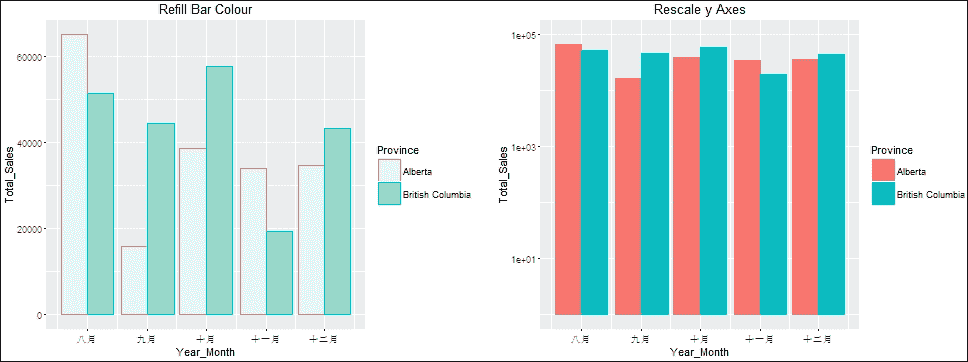 Refill Bar Colour
Total_Sales
60000
40000
20000
0
八月
九月
十月
十一月
十二月
Year_Month
Province
Alberta
British Columbia
Rescale y Axes
Total_Sales
1e+05
1e+03
1e+01
八月
九月
十月
十一月
十二月
Year_Month
Province
Alberta
British Columbia